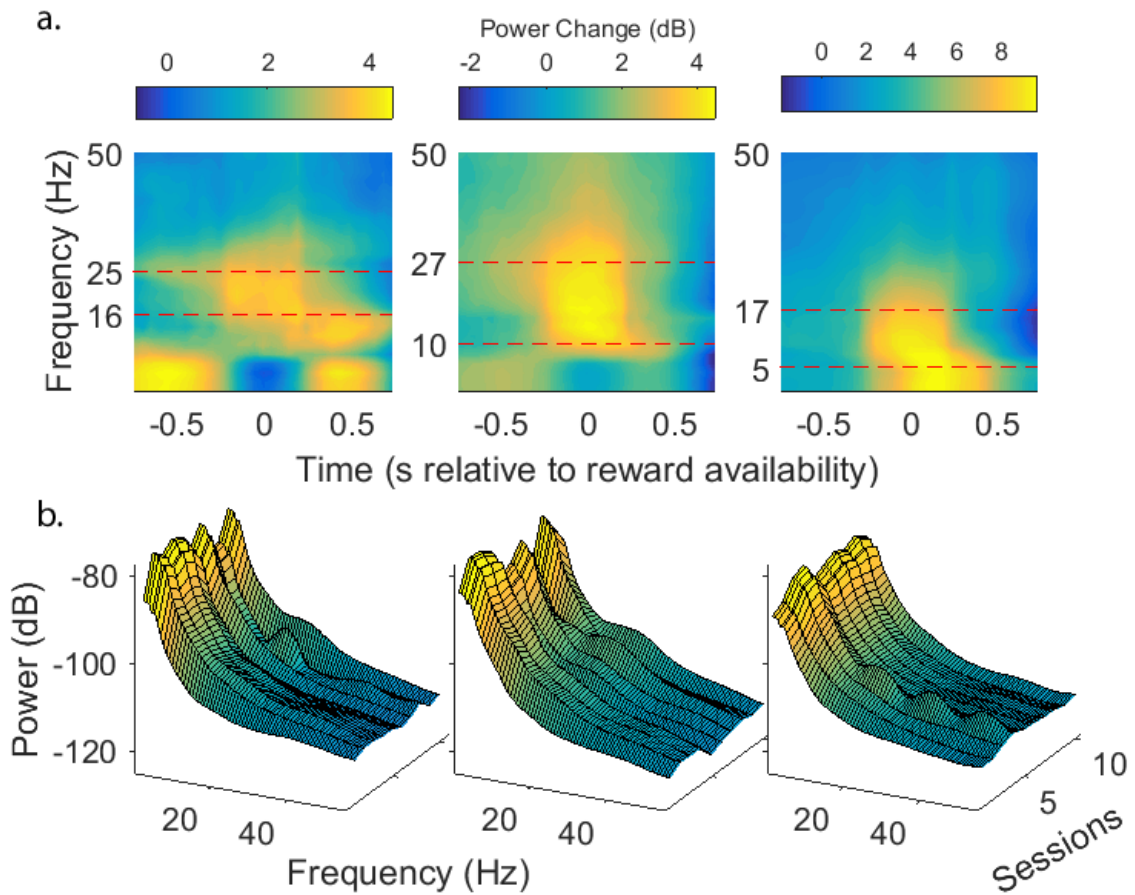 a.
Power Change (dB)
0 2 4
-2 0 2 4
0 2 4 6 8
Frequency (Hz)
50
25
16
50
27
10
50
17
5
-0.5 0 0.5
-0.5 0 0.5
-0.5 0 0.5
Time (s relative to reward availability)
b.
Power (dB)
-80
-100
-120
20 40
20 40
20 40
5 10
Frequency (Hz)
Sessions